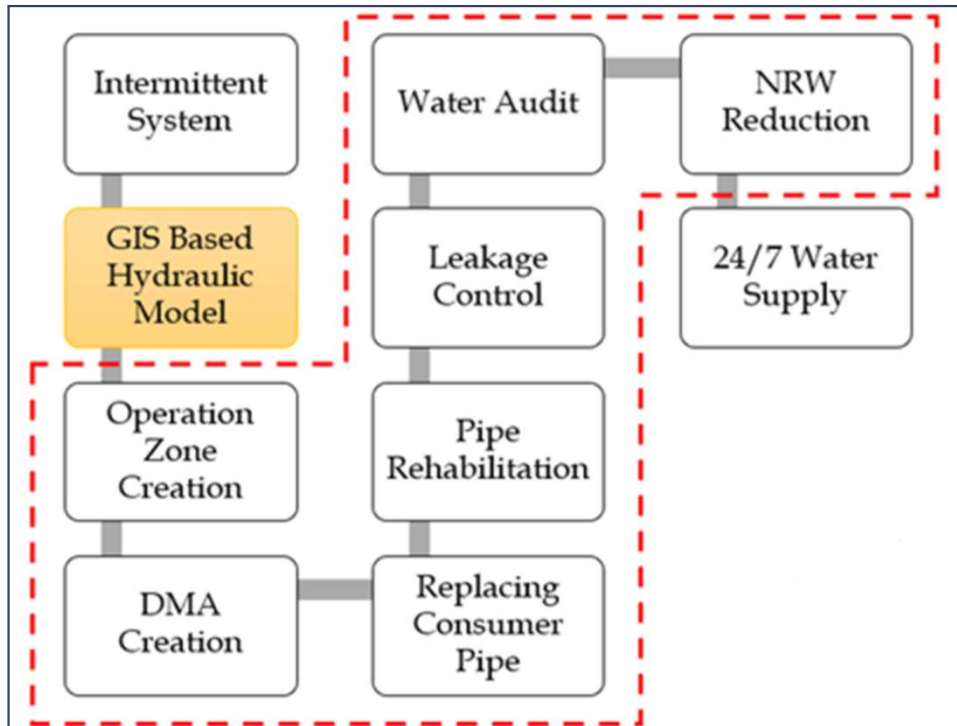 Intermittent
System
GIS Based
Hydraulic
Model
Operation
Zone
Creation
DMA
Creation
Replacing
Consumer
Pipe
Pipe
Rehabilitation
Leakage
Control
Water Audit
NRW
Reduction
24/7 Water
Supply